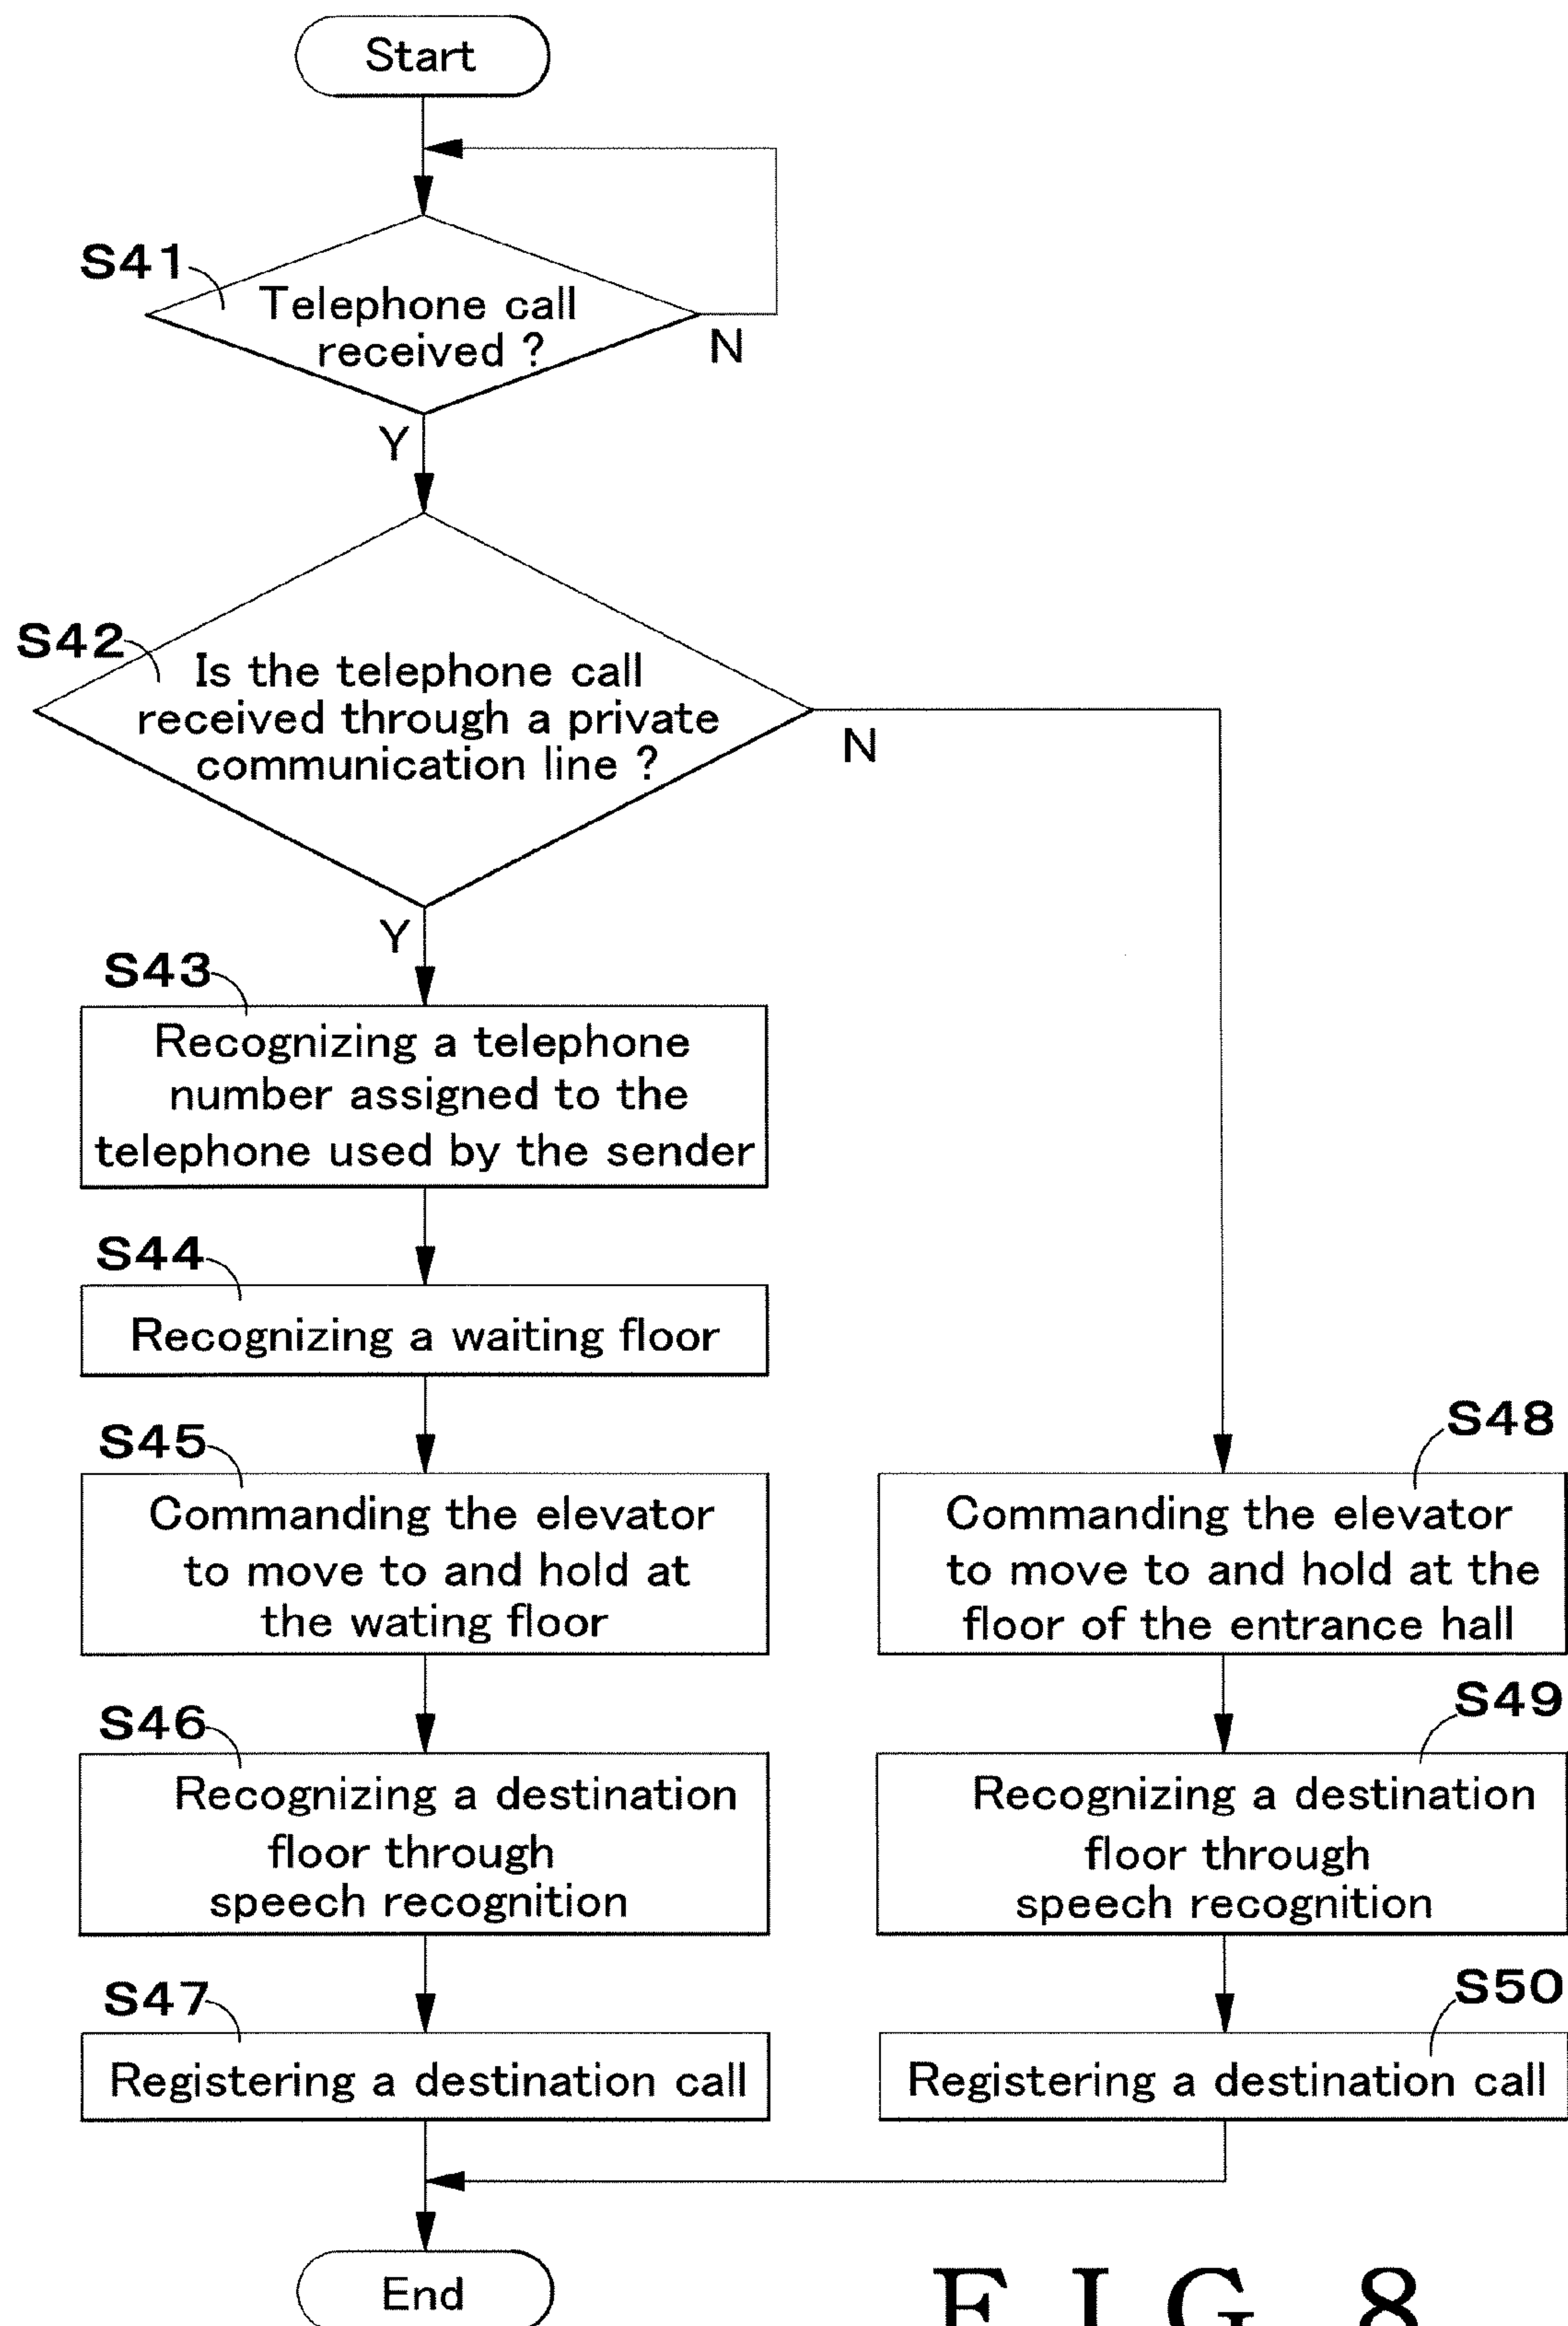 Start
S41
Telephone call
received ?
N
Y
S42
Is the telephone call
received through a private
communication line ?
N
Y
S43
Recognizing a telephone
number assigned to the
telephone used by the sender
S44
Recognizing a waiting floor
S45
Commanding the elevator
to move to and hold at
the wating floor
S48
Commanding the elevator
to move to and hold at the
floor of the entrance hall
S46
Recognizing a destination
floor through
speech recognition
S49
Recognizing a destination
floor through
speech recognition
S47
Registering a destination call
S50
Registering a destination call
End
FIG. 8